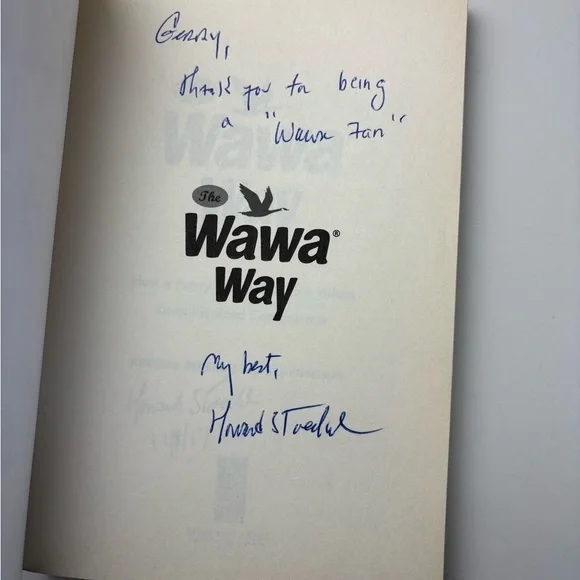 Gerry,
thank you for being
a "Wawa Fan"
The
Wawa®
Way
My best,
Howard Stoeckel